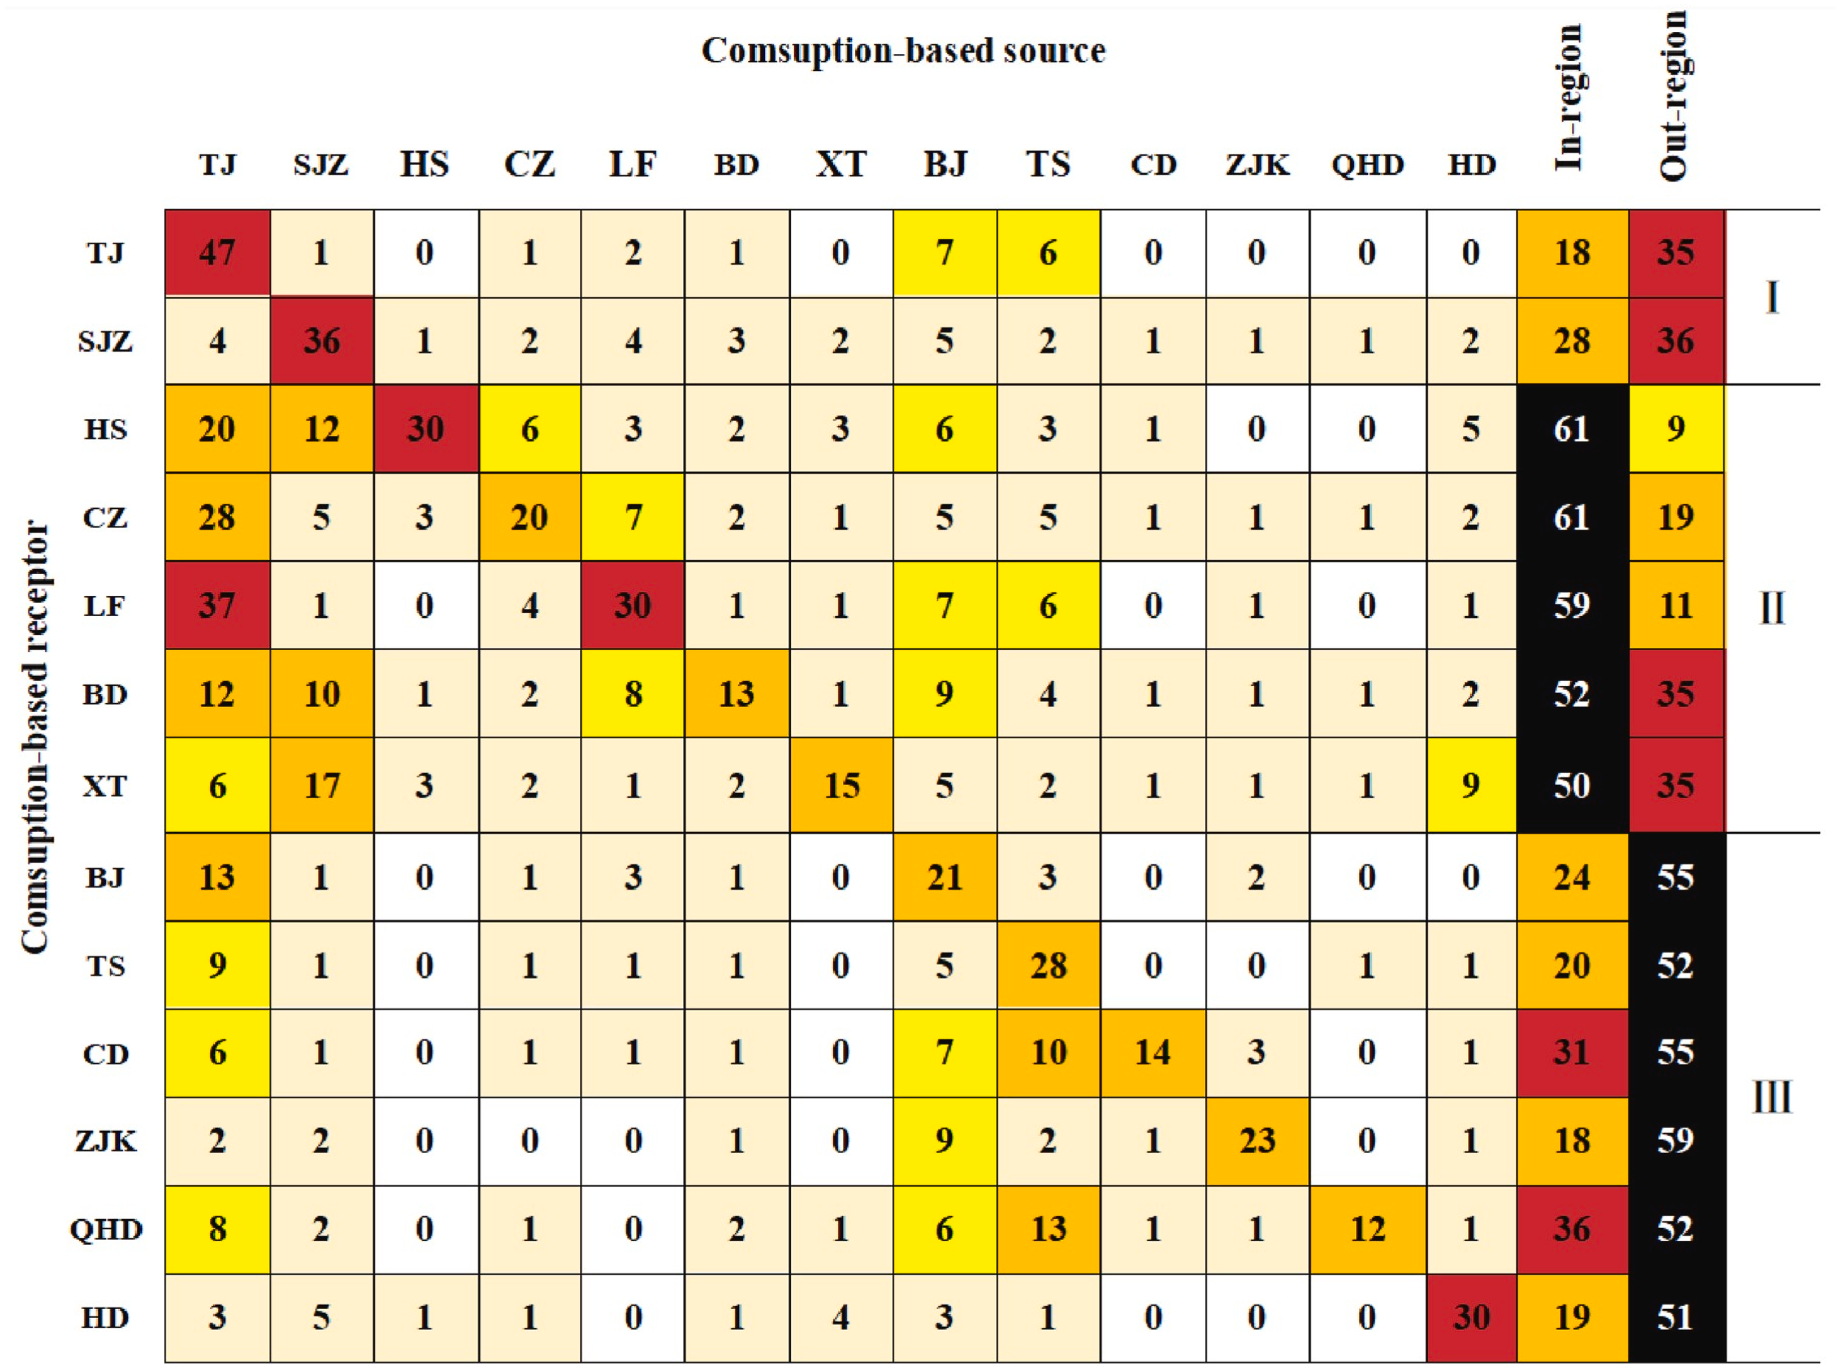 Comsuption-based source
In-region
Out-region
TJ SJZ HS CZ LF BD XT BJ TS CD ZJK QHD HD
Comsuption-based receptor
TJ 47 1 0 1 2 1 0 7 6 0 0 0 0 18 35
I
SJZ 4 36 1 2 4 3 2 5 2 1 1 1 2 28 36
HS 20 12 30 6 3 2 3 6 3 1 0 0 5 61 9
CZ 28 5 3 20 7 2 1 5 5 1 1 1 2 61 19
LF 37 1 0 4 30 1 1 7 6 0 1 0 1 59 11
II
BD 12 10 1 2 8 13 1 9 4 1 1 1 2 52 35
XT 6 17 3 2 1 2 15 5 2 1 1 1 9 50 35
BJ 13 1 0 1 3 1 0 21 3 0 2 0 0 24 55
TS 9 1 0 1 1 1 0 5 28 0 0 1 1 20 52
CD 6 1 0 1 1 1 0 7 10 14 3 0 1 31 55
III
ZJK 2 2 0 0 0 1 0 9 2 1 23 0 1 18 59
QHD 8 2 0 1 0 2 1 6 13 1 1 12 1 36 52
HD 3 5 1 1 0 1 4 3 1 0 0 0 30 19 51